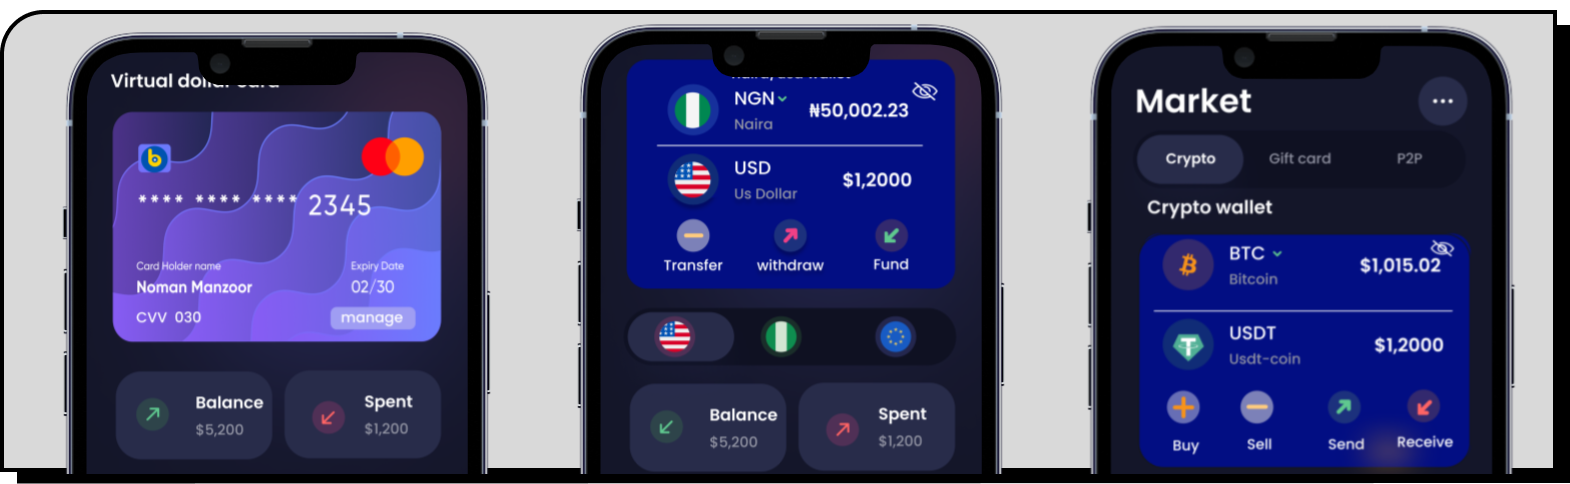 Virtual dollar card
**** **** **** 2345
Card Holder name
Expiry Date
Noman Manzoor
02/30
CVV 030
manage
Balance
$5,200
Spent
$1,200
NGN
Naira
₦50,002.23
USD
Us Dollar
$1,2000
Transfer
withdraw
Fund
Balance
$5,200
Spent
$1,200
Market
Crypto
Gift card
P2P
Crypto wallet
BTC
Bitcoin
$1,015.02
USDT
Usdt-coin
$1,2000
Buy
Sell
Send
Receive